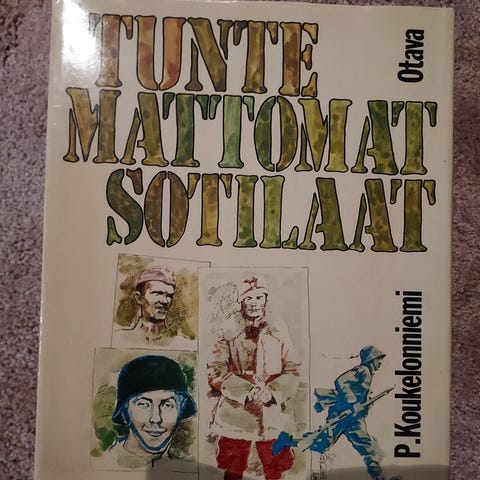 TUNTE
MATTOMAT
SOTILAAT
Otava
P. Koukelonniemi